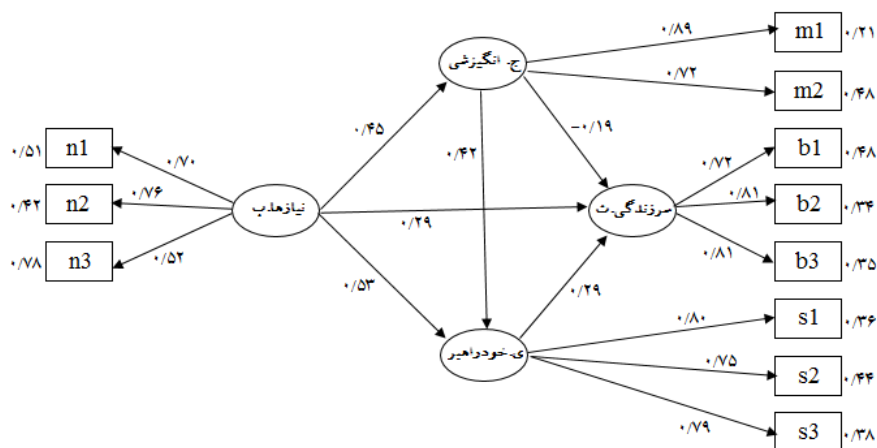 ج. انگیزشی
نیازهای.ب
سرزندگی.ت
ی.خودراهبر
n1
n2
n3
m1
m2
b1
b2
b3
s1
s2
s3
۰/۵۱
۰/۴۲
۰/۷۸
۰/۷۰
۰/۷۶
۰/۵۲
۰/۴۵
۰/۲۹
۰/۵۳
۰/۴۲
-۰/۱۹
۰/۲۹
۰/۸۹
۰/۷۲
۰/۷۲
۰/۸۱
۰/۸۱
۰/۸۰
۰/۷۵
۰/۷۹
۰/۲۱
۰/۴۸
۰/۴۸
۰/۳۴
۰/۳۵
۰/۳۶
۰/۴۴
۰/۳۸